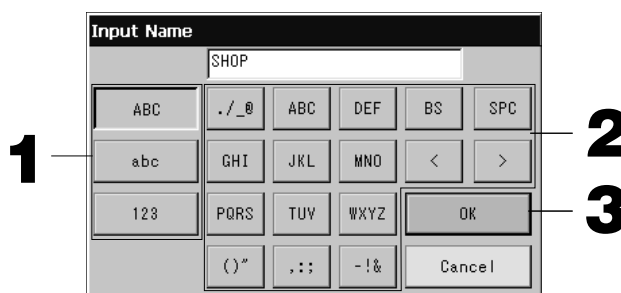 Input Name
SHOP
ABC ./_@ ABC DEF BS SPC
1 abc GHI JKL MNO < > 2
123 PQRS TUV WXYZ OK 3
()″ ,:; -!& Cancel